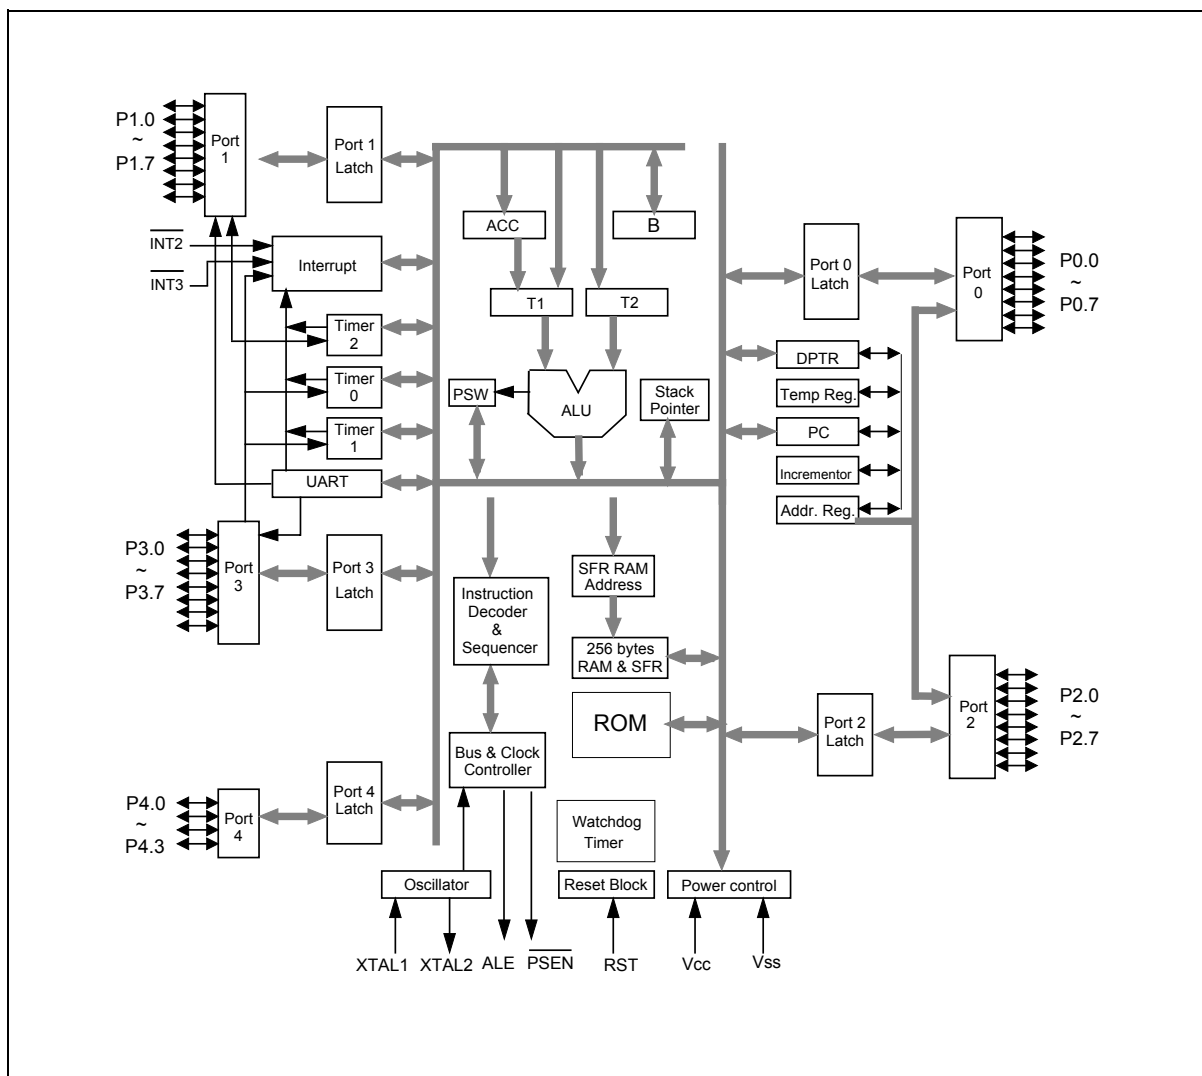 P1.0
~
P1.7
Port
1
Port 1
Latch
INT2
INT3
Interrupt
Timer
2
Timer
0
Timer
1
UART
P3.0
~
P3.7
Port
3
Port 3
Latch
P4.0
~
P4.3
Port
4
Port 4
Latch
ACC
B
T1
T2
PSW
ALU
Stack
Pointer
Instruction
Decoder
&
Sequencer
SFR RAM
Address
256 bytes
RAM & SFR
ROM
Bus & Clock
Controller
Watchdog
Timer
Oscillator
Reset Block
Power control
XTAL1
XTAL2
ALE
PSEN
RST
Vcc
Vss
Port 0
Latch
Port
0
P0.0
~
P0.7
DPTR
Temp Reg.
PC
Incrementor
Addr. Reg.
Port 2
Latch
Port
2
P2.0
~
P2.7